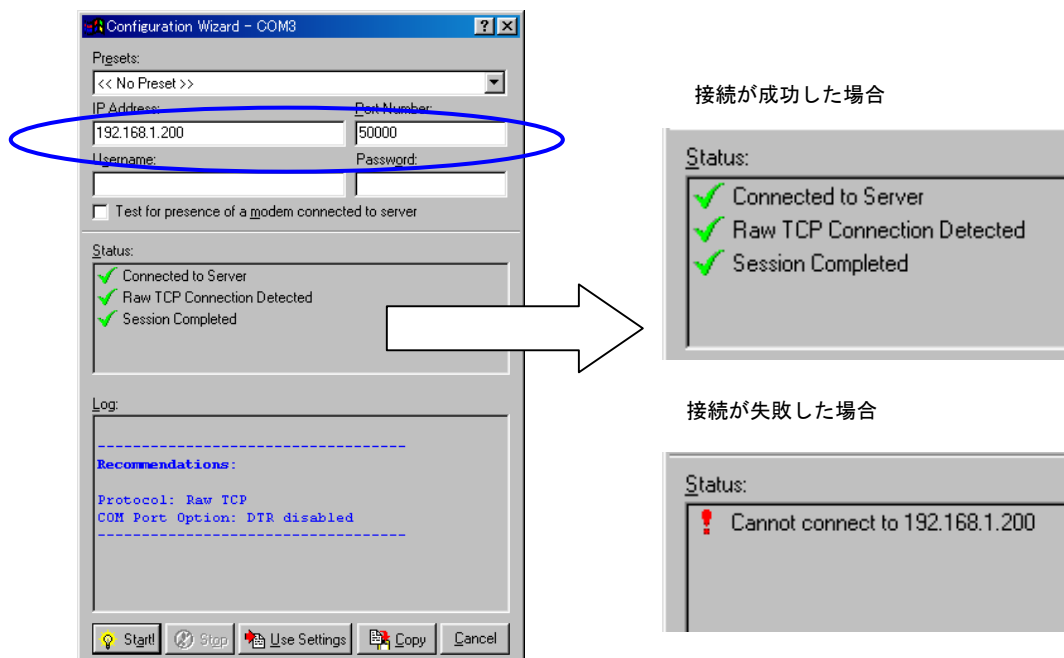 Configuration Wizard - COM3
Presets:
<< No Preset >>
IP Address: Port Number:
192.168.1.200 50000
Username: Password:
Test for presence of a modem connected to server
Status:
Connected to Server
Raw TCP Connection Detected
Session Completed
Log:
Recommendations:
Protocol: Raw TCP
COM Port Option: DTR disabled
Start! Stop Use Settings Copy Cancel
接続が成功した場合
Status:
Connected to Server
Raw TCP Connection Detected
Session Completed
接続が失敗した場合
Status:
Cannot connect to 192.168.1.200